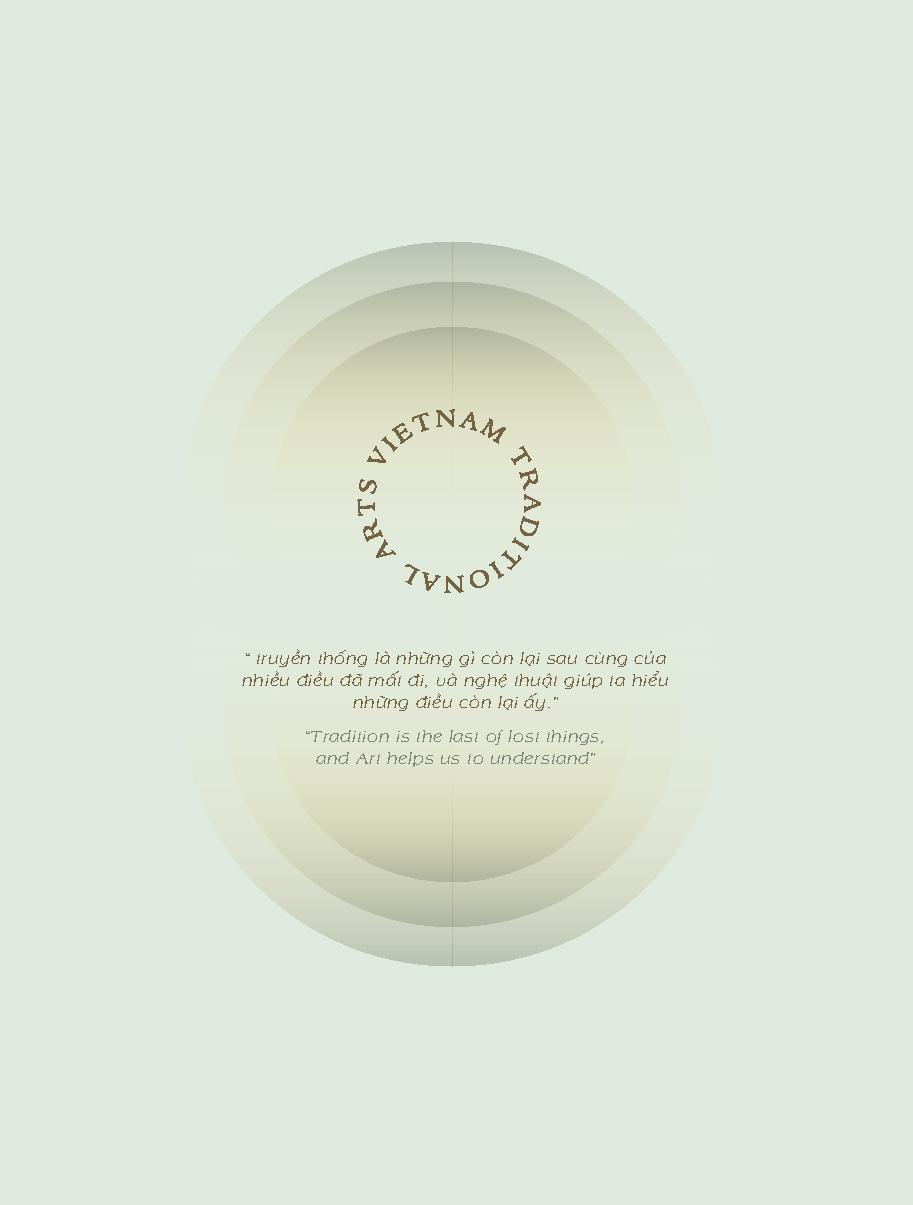 VIETNAM TRADITIONAL ARTS
“ truyền thống là những gì còn lại sau cùng của
nhiều điều đã mất đi, và nghệ thuật giúp ta hiểu
những điều còn lại ấy.”
“Tradition is the last of lost things,
and Art helps us to understand”